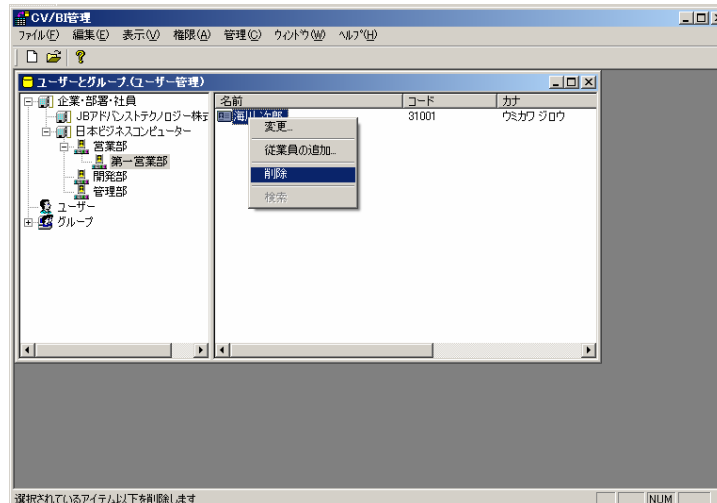 CV/BI管理
ファイル(F) 編集(E) 表示(V) 権限(A) 管理(C) ウィンドウ(W) ヘルプ(H)
ユーザーとグループ.(ユーザー管理)
企業・部署・社員
JBアドバンストテクノロジー株式
日本ビジネスコンピューター
営業部
第一営業部
開発部
管理部
ユーザー
グループ
名前 コード カナ
海川 次郎 31001 ウミカワ ジロウ
変更...
従業員の追加...
削除
検索
選択されているアイテム以下を削除します
NUM